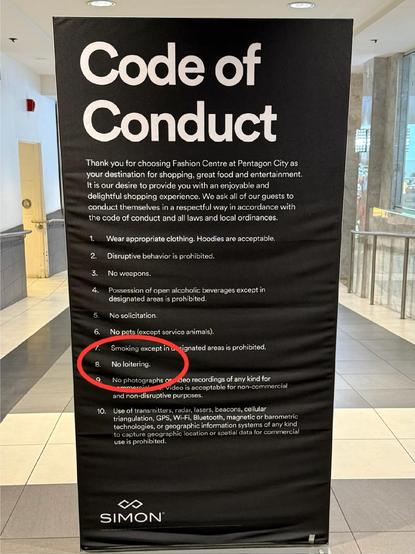 Code of
Conduct
Thank you for choosing Fashion Centre at Pentagon City as
your destination for shopping, great food and entertainment.
It is our desire to provide you with an enjoyable and
delightful shopping experience. We ask all of our guests to
conduct themselves in a respectful way in accordance with
the code of conduct and all laws and local ordinances.
1. Wear appropriate clothing. Hoodies are acceptable.
2. Disruptive behavior is prohibited.
3. No weapons.
4. Possession of open alcoholic beverages except in
designated areas is prohibited.
5. No solicitation.
6. No pets (except service animals).
7. Smoking except in designated areas is prohibited.
8. No loitering.
9. No photographs or video recordings of any kind for
video is acceptable for non-commercial
and non-disruptive purposes.
10. Use of transmitters, radar, lasers, beacons, cellular
triangulation, GPS, Wi-Fi, Bluetooth, magnetic or barometric
technologies, or geographic information systems of any kind
to capture geographic location or spatial data for commercial
use is prohibited.
SIMON